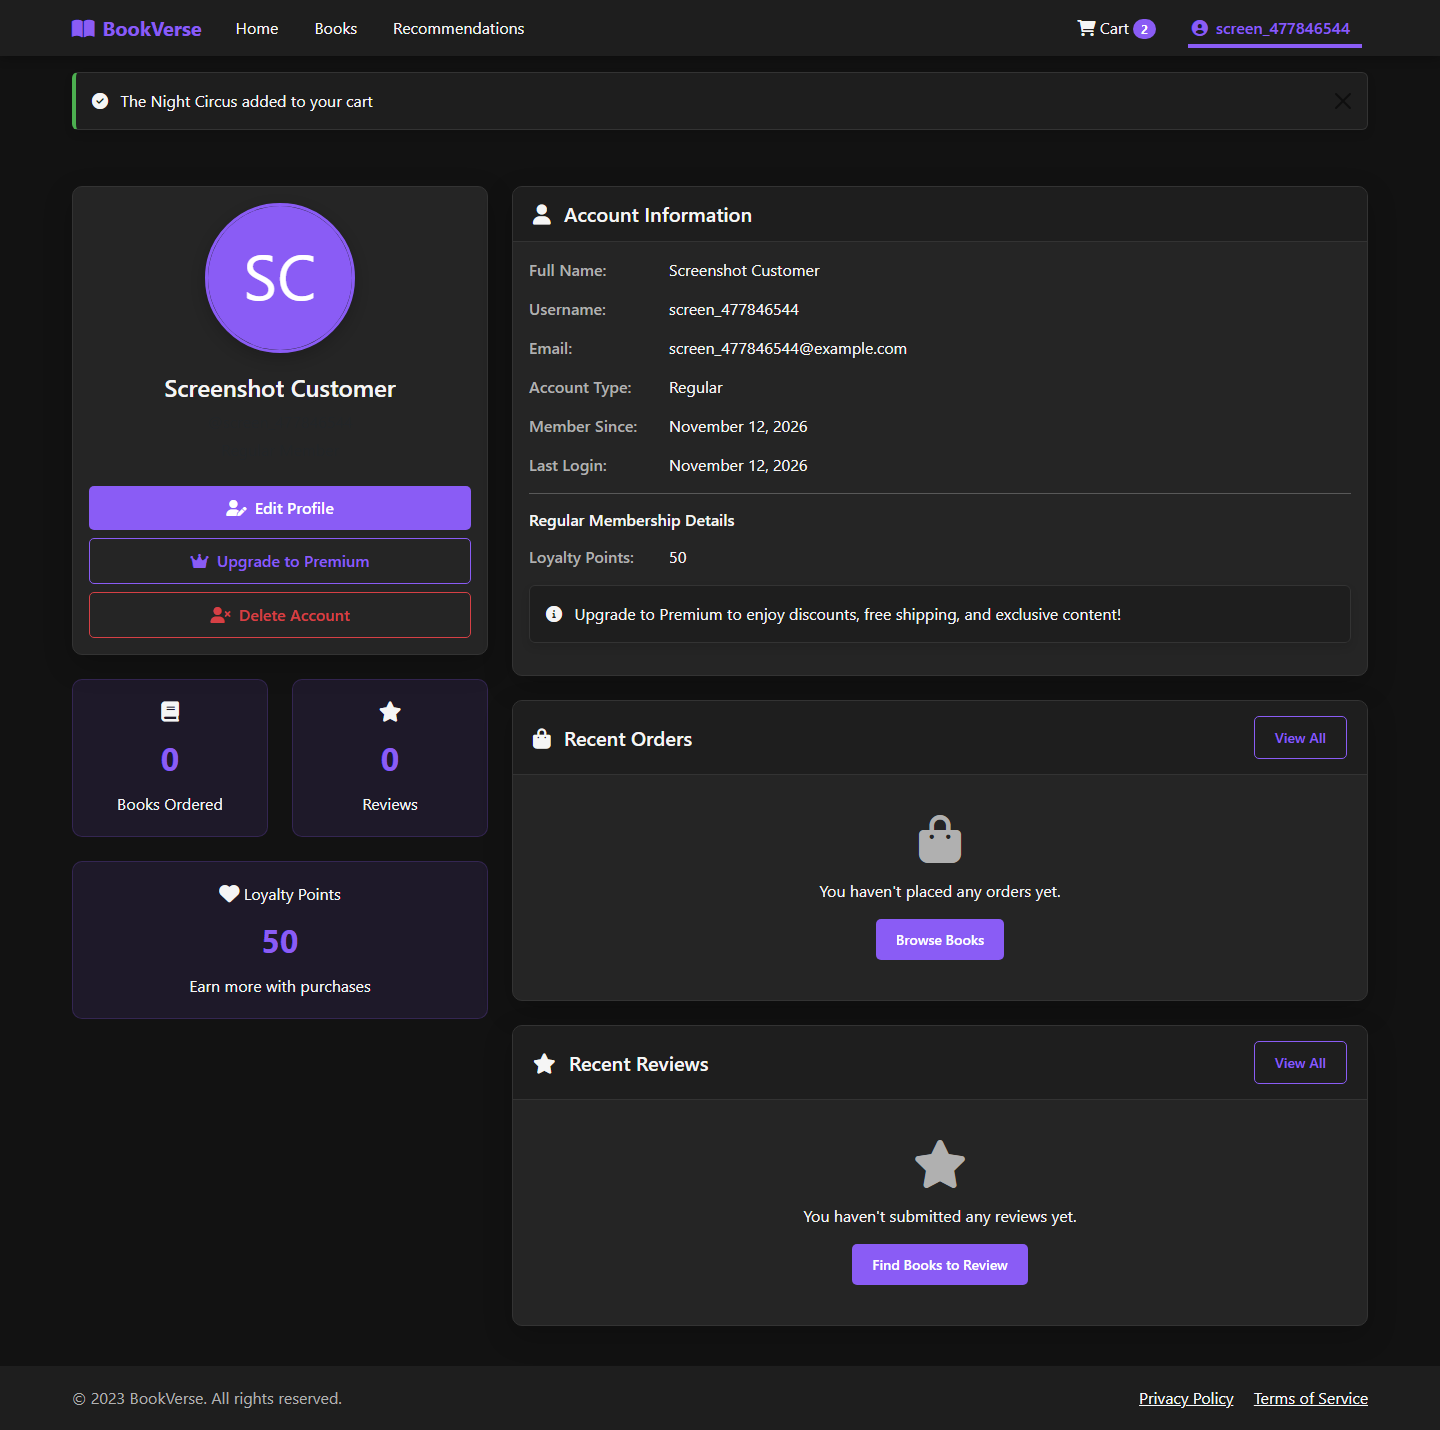 BookVerse Home Books Recommendations Cart 2 screen_477846544
The Night Circus added to your cart
SC
Screenshot Customer
Edit Profile
Upgrade to Premium
Delete Account
0
Books Ordered
0
Reviews
Loyalty Points
50
Earn more with purchases
Account Information
Full Name: Screenshot Customer
Username: screen_477846544
Email: screen_477846544@example.com
Account Type: Regular
Member Since: November 12, 2026
Last Login: November 12, 2026
Regular Membership Details
Loyalty Points: 50
Upgrade to Premium to enjoy discounts, free shipping, and exclusive content!
Recent Orders View All
You haven't placed any orders yet.
Browse Books
Recent Reviews View All
You haven't submitted any reviews yet.
Find Books to Review
© 2023 BookVerse. All rights reserved. Privacy Policy Terms of Service